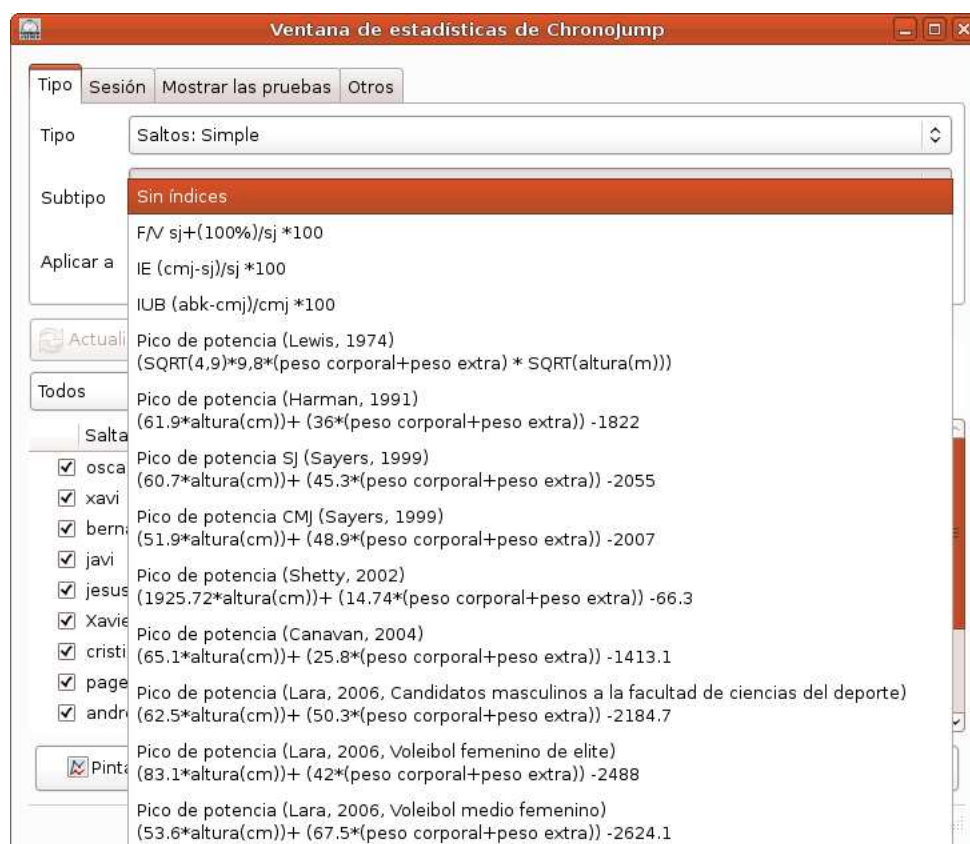 Ventana de estadísticas de ChronoJump
Tipo Sesión Mostrar las pruebas Otros
Tipo Saltos: Simple
Subtipo Sin índices
F/V sj+(100%)/sj *100
Aplicar a
IE (cmj-sj)/sj *100
IUB (abk-cmj)/cmj *100
Pico de potencia (Lewis, 1974)
(SQRT(4,9)*9,8*(peso corporal+peso extra) * SQRT(altura(m)))
Actuali
Todos
Pico de potencia (Harman, 1991)
(61.9*altura(cm))+ (36*(peso corporal+peso extra)) -1822
Salta
Pico de potencia SJ (Sayers, 1999)
(60.7*altura(cm))+ (45.3*(peso corporal+peso extra)) -2055
osca
xavi
Pico de potencia CMJ (Sayers, 1999)
(51.9*altura(cm))+ (48.9*(peso corporal+peso extra)) -2007
berna
javi
Pico de potencia (Shetty, 2002)
(1925.72*altura(cm))+ (14.74*(peso corporal+peso extra)) -66.3
jesus
Xavie
Pico de potencia (Canavan, 2004)
(65.1*altura(cm))+ (25.8*(peso corporal+peso extra)) -1413.1
cristi
page
Pico de potencia (Lara, 2006, Candidatos masculinos a la facultad de ciencias del deporte)
(62.5*altura(cm))+ (50.3*(peso corporal+peso extra)) -2184.7
andr
Pinta
Pico de potencia (Lara, 2006, Voleibol femenino de elite)
(83.1*altura(cm))+ (42*(peso corporal+peso extra)) -2488
Pico de potencia (Lara, 2006, Voleibol medio femenino)
(53.6*altura(cm))+ (67.5*(peso corporal+peso extra)) -2624.1